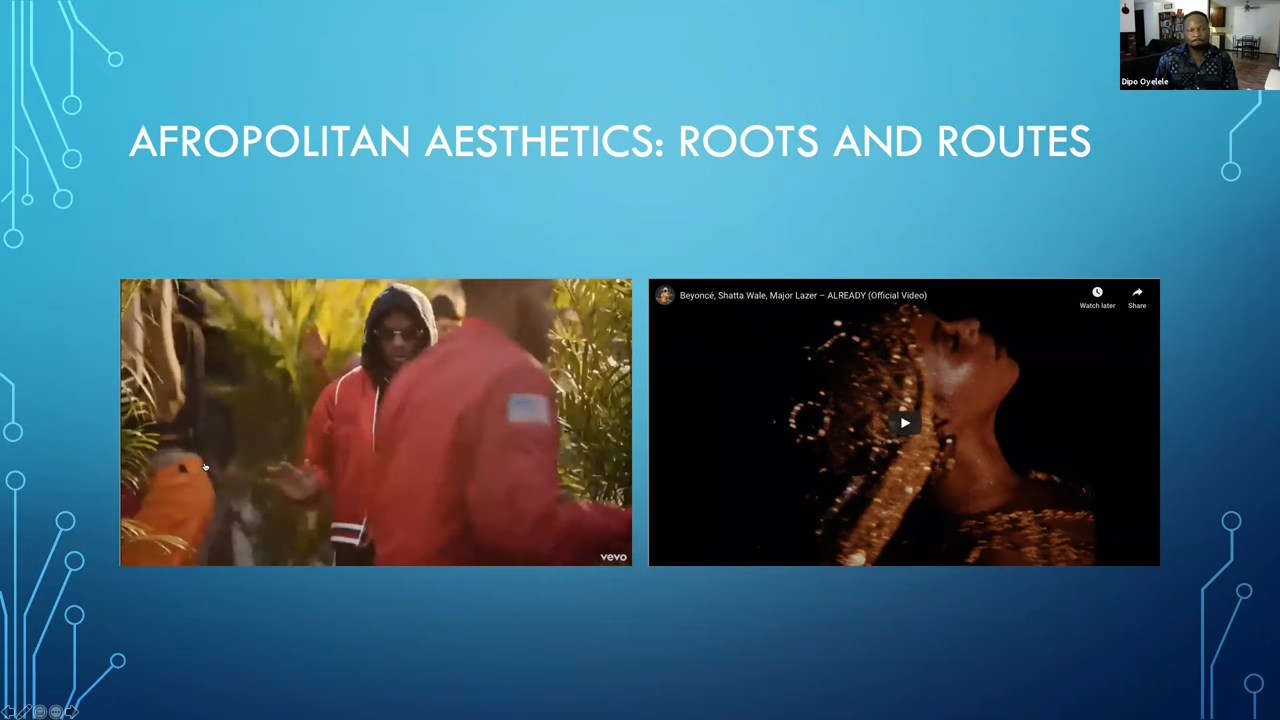 Dipo Oyelele
AFROPOLITAN AESTHETICS: ROOTS AND ROUTES
Beyoncé, Shatta Wale, Major Lazer – ALREADY (Official Video)
Watch later
Share
vevo